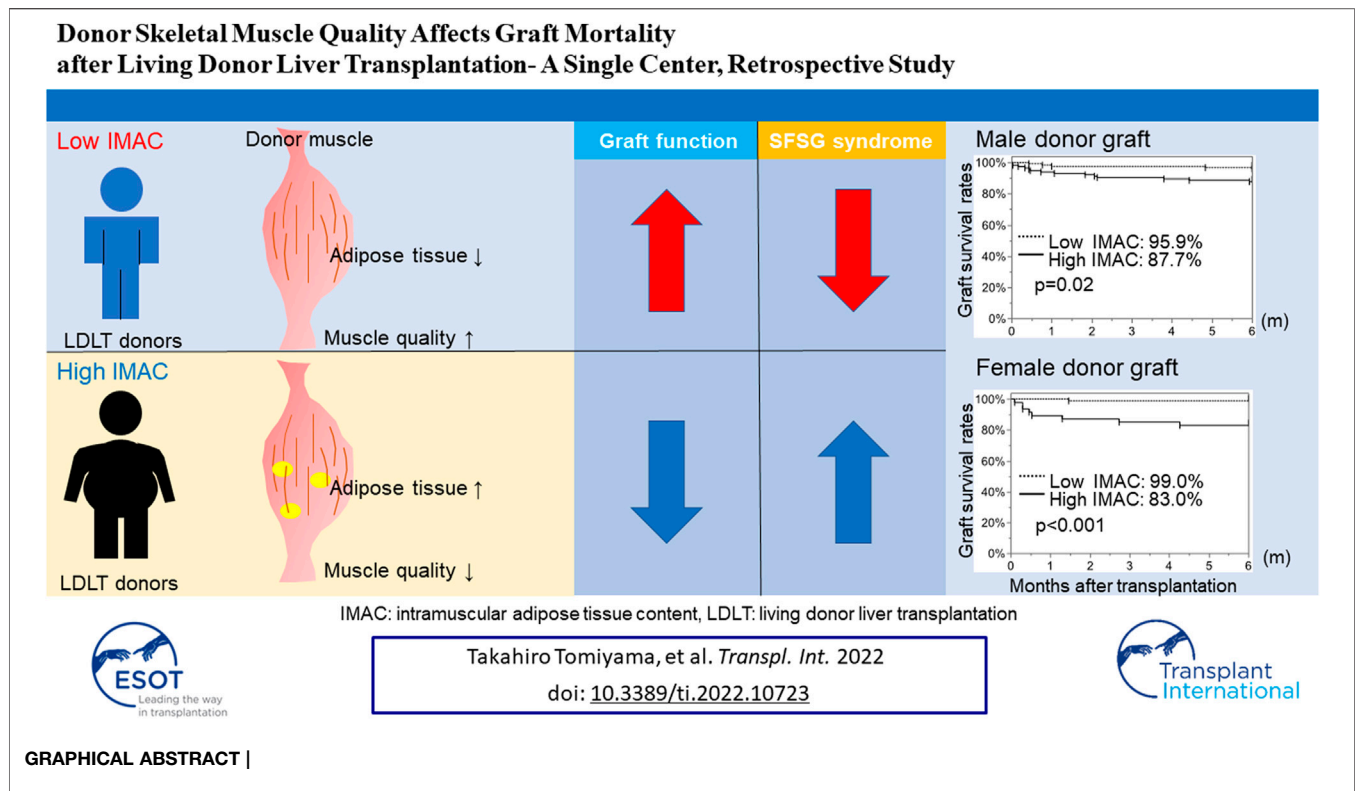 Donor Skeletal Muscle Quality Affects Graft Mortality
after Living Donor Liver Transplantation- A Single Center, Retrospective Study
Low IMAC
Donor muscle
Adipose tissue ↓
LDLT donors
Muscle quality ↑
Graft function
SFSG syndrome
Male donor graft
Graft survival rates
100%
80%
60%
40%
20%
0%
Low IMAC: 95.9%
High IMAC: 87.7%
p=0.02
0 1 2 3 4 5 6
(m)
High IMAC
Adipose tissue ↑
LDLT donors
Muscle quality ↓
Female donor graft
Graft survival rates
100%
80%
60%
40%
20%
0%
Low IMAC: 99.0%
High IMAC: 83.0%
p<0.001
0 1 2 3 4 5 6
(m)
Months after transplantation
IMAC: intramuscular adipose tissue content, LDLT: living donor liver transplantation
ESOT
Leading the way
in transplantation
Takahiro Tomiyama, et al. Transpl. Int. 2022
doi: 10.3389/ti.2022.10723
Transplant
International
GRAPHICAL ABSTRACT |